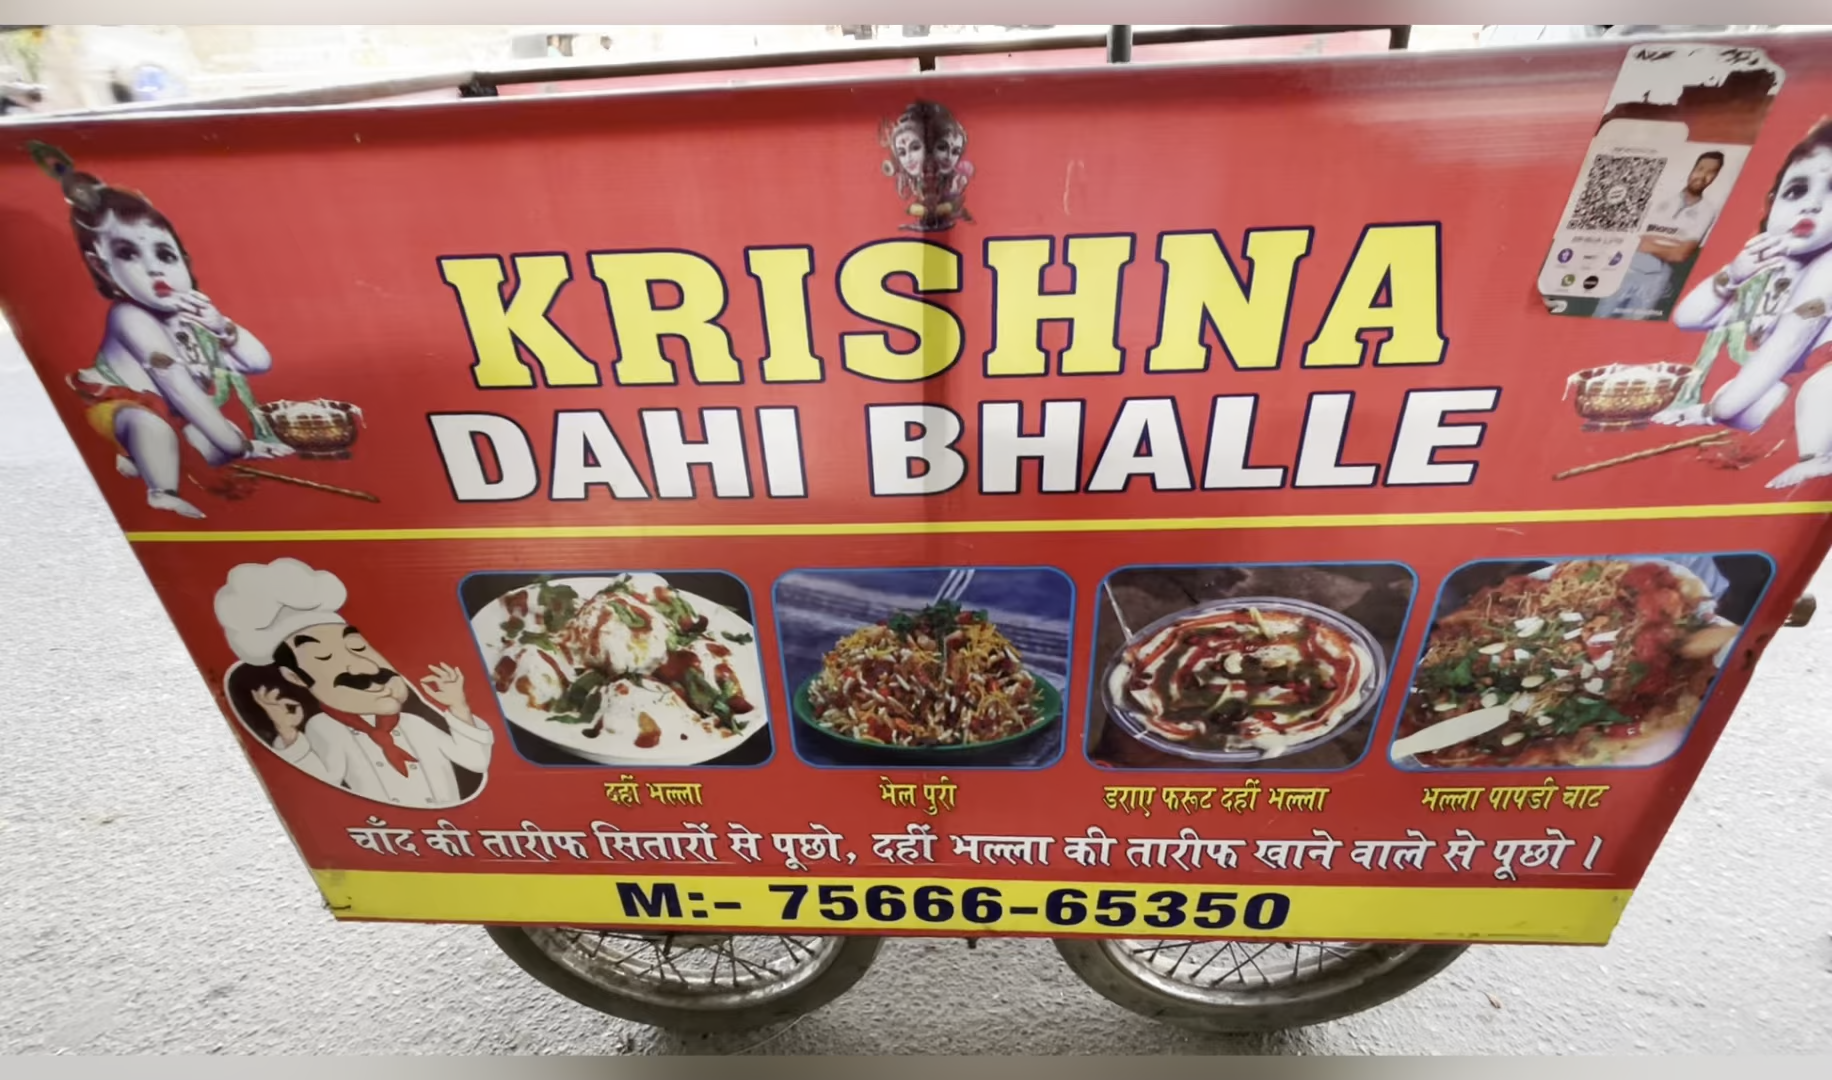 KRISHNA
DAHI BHALLE
दहीं भल्ला
भेल पुरी
डराए फरूट दहीं भल्ला
भल्ला पापडी चाट
चाँद की तारीफ सितारों से पूछो, दहीं भल्ला की तारीफ खाने वाले से पूछो।
M:- 75666-65350